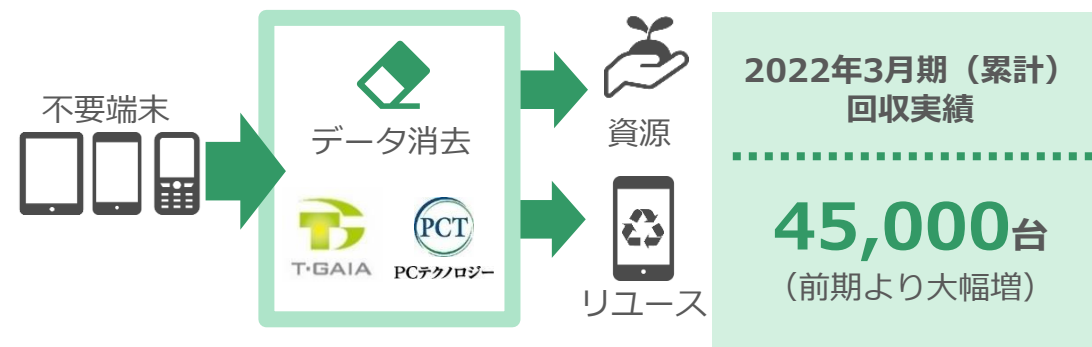 不要端末
データ消去
T·GAIA
PCT
PCテクノロジー
資源
リユース
2022年3月期（累計）
回収実績
45,000台
（前期より大幅増）